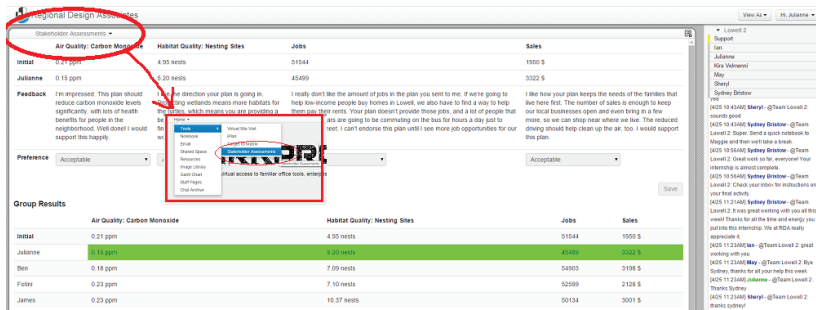 Regional Design Associates
View As
Hi, Julianne
Stakeholder Assessments
Air Quality: Carbon Monoxide Habitat Quality: Nesting Sites Jobs Sales
Initial 0.21 ppm 4.95 nests 51544 1950 $
Julianne 0.15 ppm 5.20 nests 45499 3322 $
Feedback
I'm impressed. This plan should
reduce carbon monoxide levels
significantly, with lots of health
benefits for people in the
neighborhood. Well done! I would
support this happily.
the direction your plan is going in.
wetlands means more habitats for
the turtles, which means you are providing a
I really don't like the amount of jobs in the plan you sent to me. If we're going to
help low-income people buy homes in Lowell, we also have to find a way to help
them pay their rents. Your plan doesn't provide those jobs, and a lot of people that
are going to be commuting on the bus for hours a day just to
meet. I can't endorse this plan until I see more job opportunities for our
I like how your plan keeps the needs of the families that
live here first. The number of sales is enough to keep
our local businesses open and even bring in a few
more, so we can shop near where we live. The reduced
driving should help clean up the air, too. I would support
this plan.
Home
Tools
Notebook
Email
Shared Space
Resources
Image Library
Gantt Chart
Staff Pages
Chat Archive
Virtual Site Visit
iPlan
Stakeholder Assessments
virtual access to familiar office tools,
Preference Acceptable Acceptable
Save
Group Results
Air Quality: Carbon Monoxide Habitat Quality: Nesting Sites Jobs Sales
Initial 0.21 ppm 4.95 nests 51544 1950 $
Julianne 0.15 ppm 5.20 nests 45499 3322 $
Ben 0.18 ppm 7.09 nests 54903 3198 $
Folini 0.23 ppm 7.10 nests 52599 2128 $
James 0.23 ppm 10.37 nests 50134 3001 $
Lowell 2
Support
Ian
Julianne
Kira Velmenni
May
Sheryl
Sydney Bristow
you
[4/25 10:43AM] Sheryl - @Team Lowell 2:
sounds good
[4/25 10:43AM] Sydney Bristow - @Team
Lowell 2: Super. Send a quick notebook to
Maggie and then we'll take a break.
[4/25 10:56AM] Sydney Bristow - @Team
Lowell 2: Great work so far, everyone! Your
internship is almost complete.
[4/25 10:56AM] Sydney Bristow - @Team
Lowell 2: Check your inbox for instructions on
your final activity.
[4/25 11:21AM] Sydney Bristow - @Team
Lowell 2: It was great working with you all this
week! Thanks for all the time and energy you
put into this internship. We at RDA really
appreciate it.
[4/25 11:23AM] Ian - @Team Lowell 2: great
working with you
[4/25 11:23AM] May - @Team Lowell 2: Bye
Sydney, thanks for all your help this week
[4/25 11:23AM] Julianne - @Team Lowell 2:
Thanks Sydney
[4/25 11:23AM] Sheryl - @Team Lowell 2:
thanks sydney!